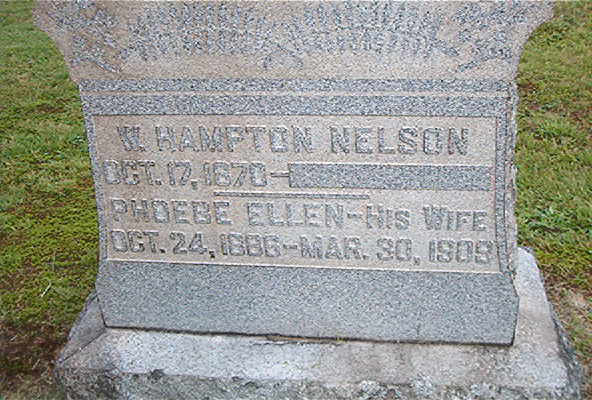 W. HAMPTON NELSON
OCT. 17, 1870-
PHOEBE ELLEN-HIS WIFE
OCT. 24, 1886-MAR. 30, 1909